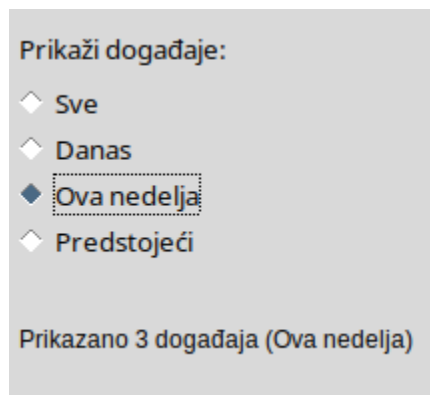 Prikaži događaje:
Sve
Danas
Ova nedelja
Predstojeći
Prikazano 3 događaja (Ova nedelja)